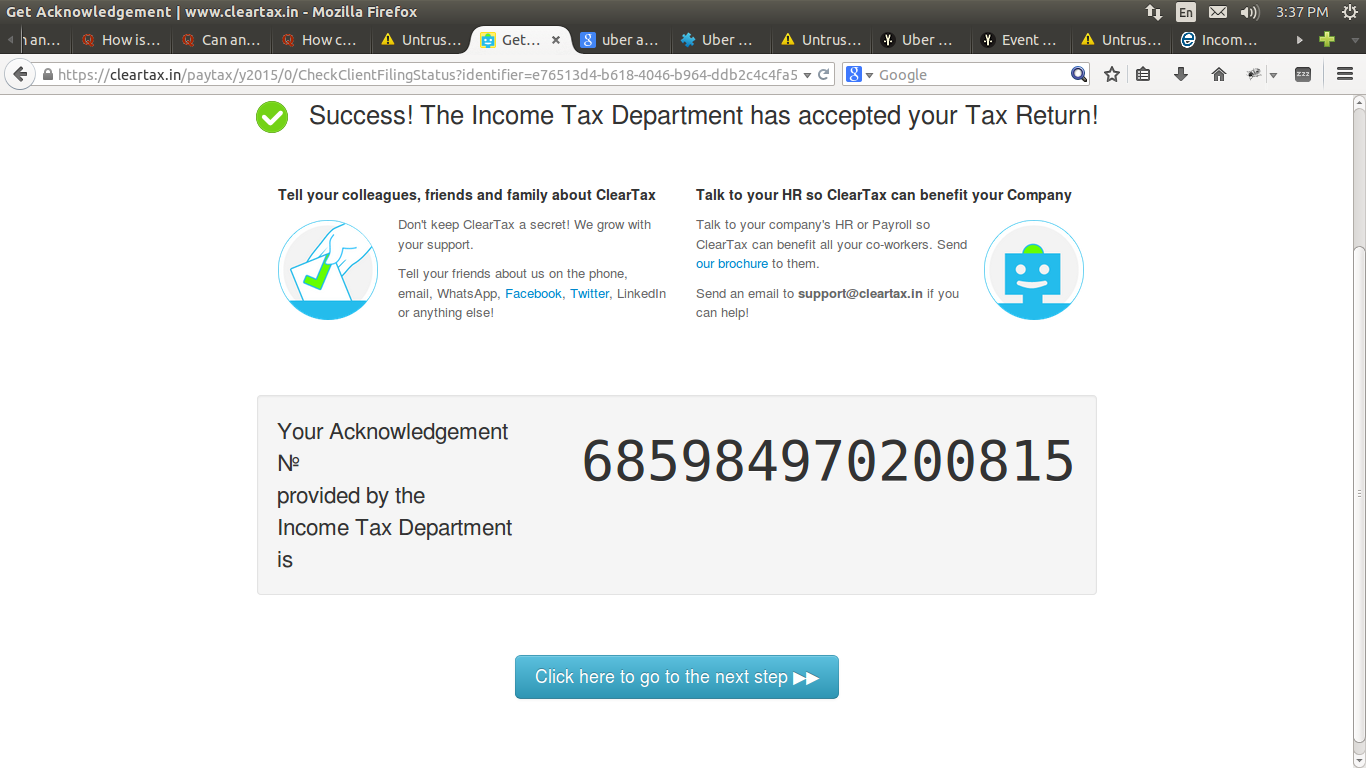 Get Acknowledgement | www.cleartax.in - Mozilla Firefox
En
3:37 PM
n an...
How is...
Can an...
How c...
Untrus...
Get...
uber a...
Uber ...
Untrus...
Uber ...
Event ...
Untrus...
Incom...
https://cleartax.in/paytax/y2015/0/CheckClientFilingStatus?identifier=e76513d4-b618-4046-b964-ddb2c4c4fa5
Google
Success! The Income Tax Department has accepted your Tax Return!
Tell your colleagues, friends and family about ClearTax
Don't keep ClearTax a secret! We grow with
your support.
Tell your friends about us on the phone,
email, WhatsApp, Facebook, Twitter, LinkedIn
or anything else!
Talk to your HR so ClearTax can benefit your Company
Talk to your company's HR or Payroll so
ClearTax can benefit all your co-workers. Send
our brochure to them.
Send an email to support@cleartax.in if you
can help!
Your Acknowledgement
№
provided by the
Income Tax Department
is
685984970200815
Click here to go to the next step ▶▶